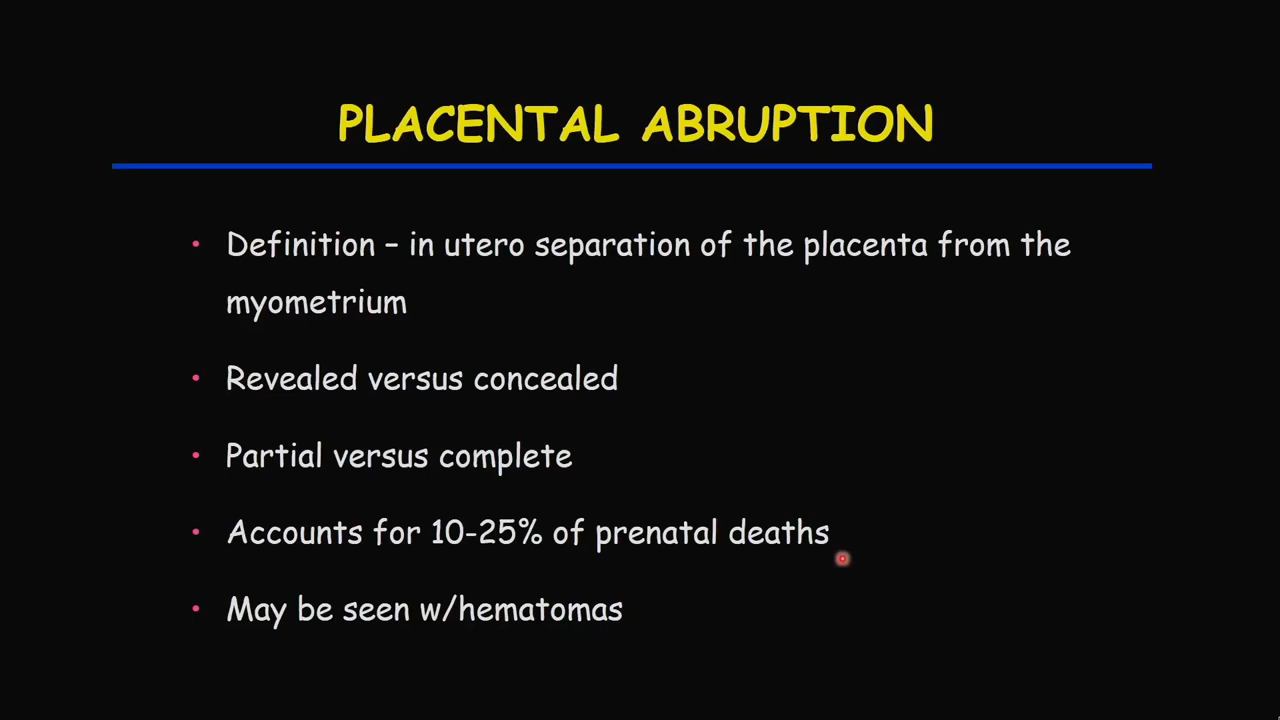 PLACENTAL ABRUPTION
• Definition – in utero separation of the placenta from the
myometrium
• Revealed versus concealed
• Partial versus complete
• Accounts for 10-25% of prenatal deaths
• May be seen w/hematomas